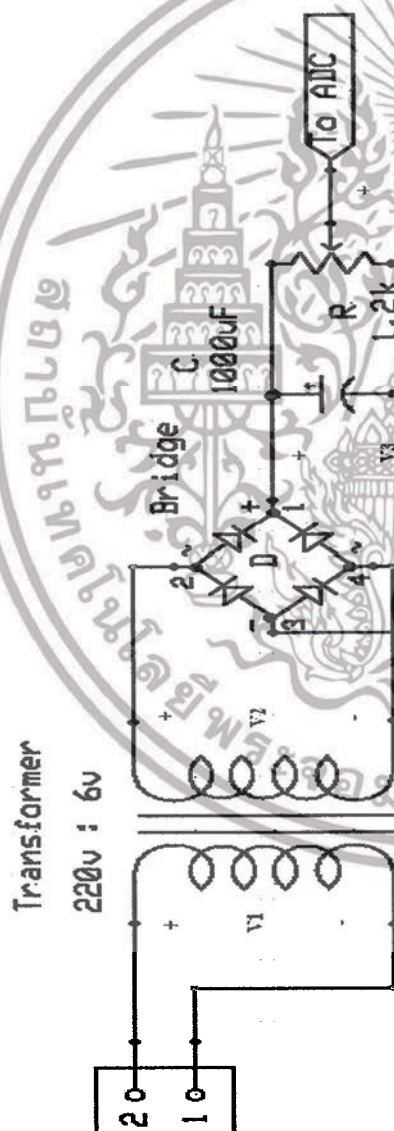 Transformer
220v : 6v
Bridge
C
1000uF
To ADC
2
1
+
V1
-
+
V2
-
2
~
+
1
D
-
3
4
~
+
V3
R
1.2k
+